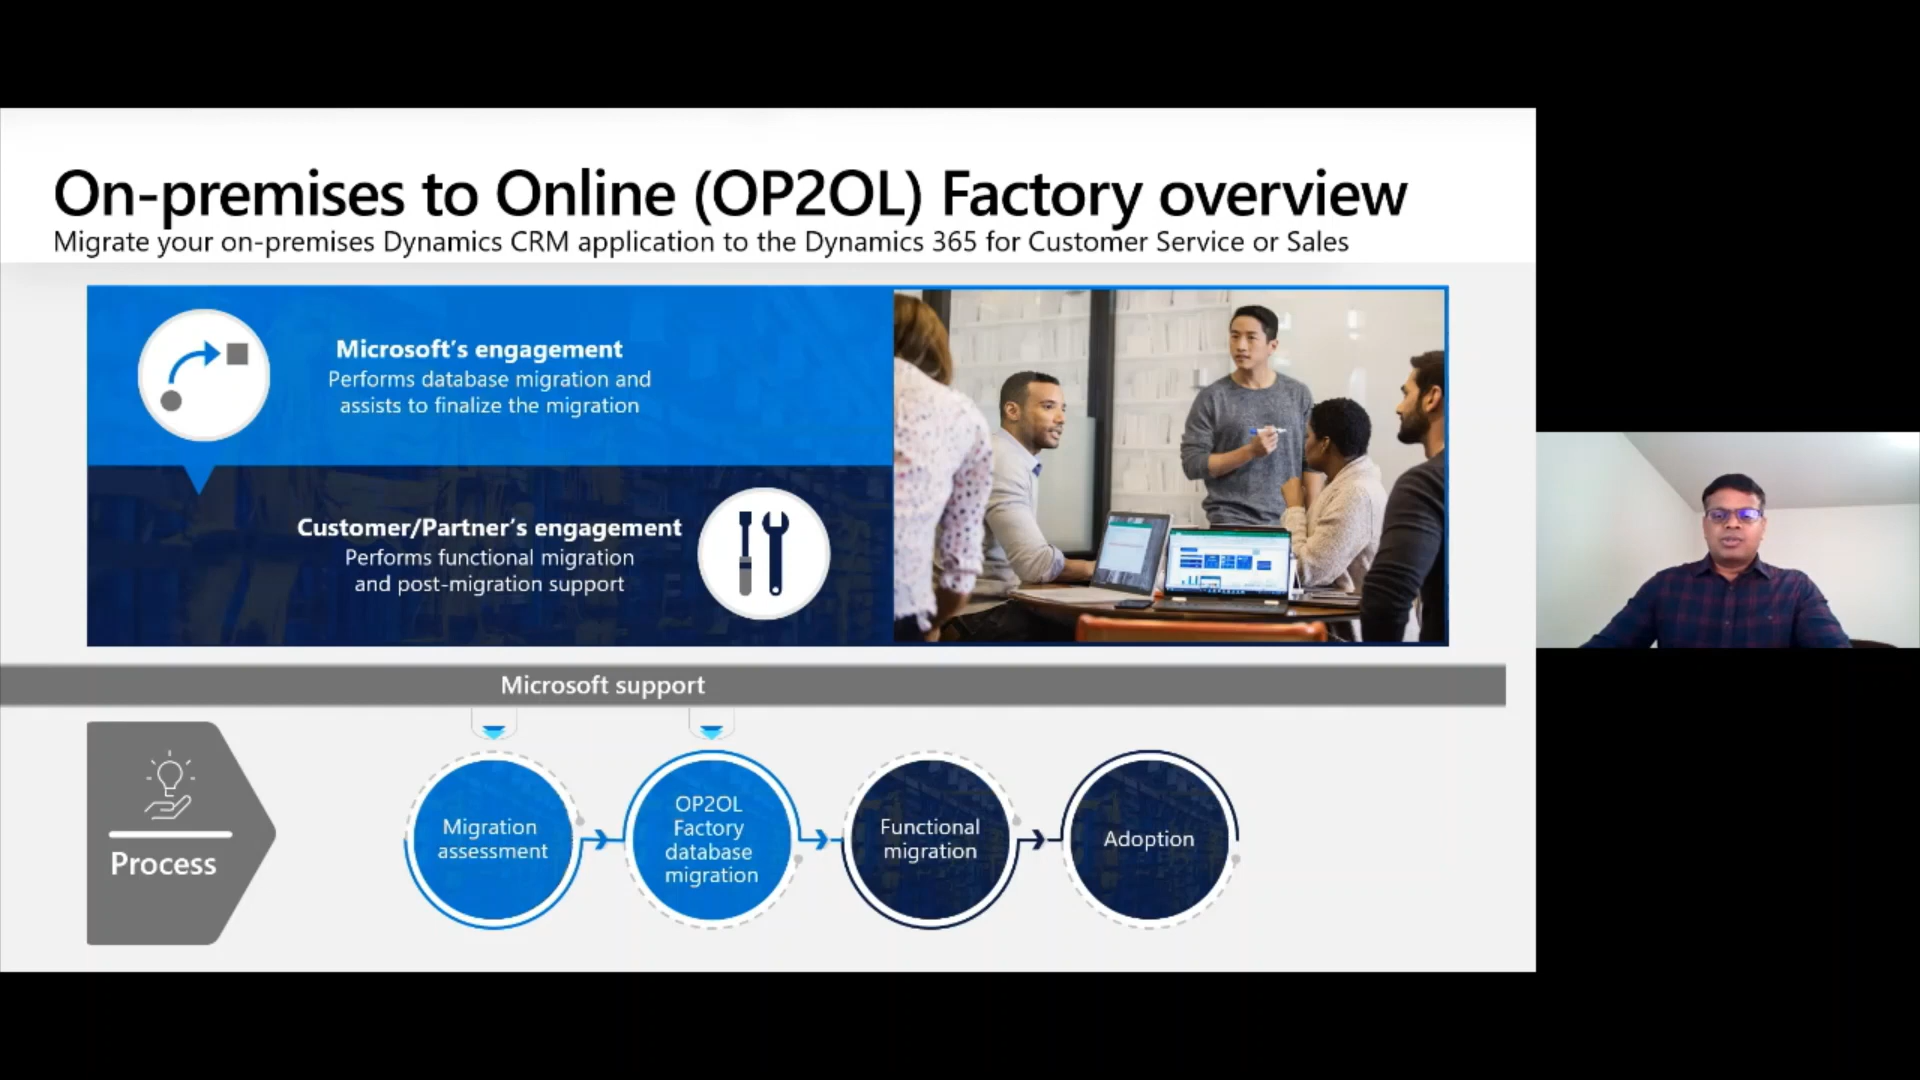 On-premises to Online (OP2OL) Factory overview
Migrate your on-premises Dynamics CRM application to the Dynamics 365 for Customer Service or Sales
Microsoft's engagement
Performs database migration and
assists to finalize the migration
Customer/Partner's engagement
Performs functional migration
and post-migration support
Microsoft support
Process
Migration
assessment
OP2OL
Factory
database
migration
Functional
migration
Adoption